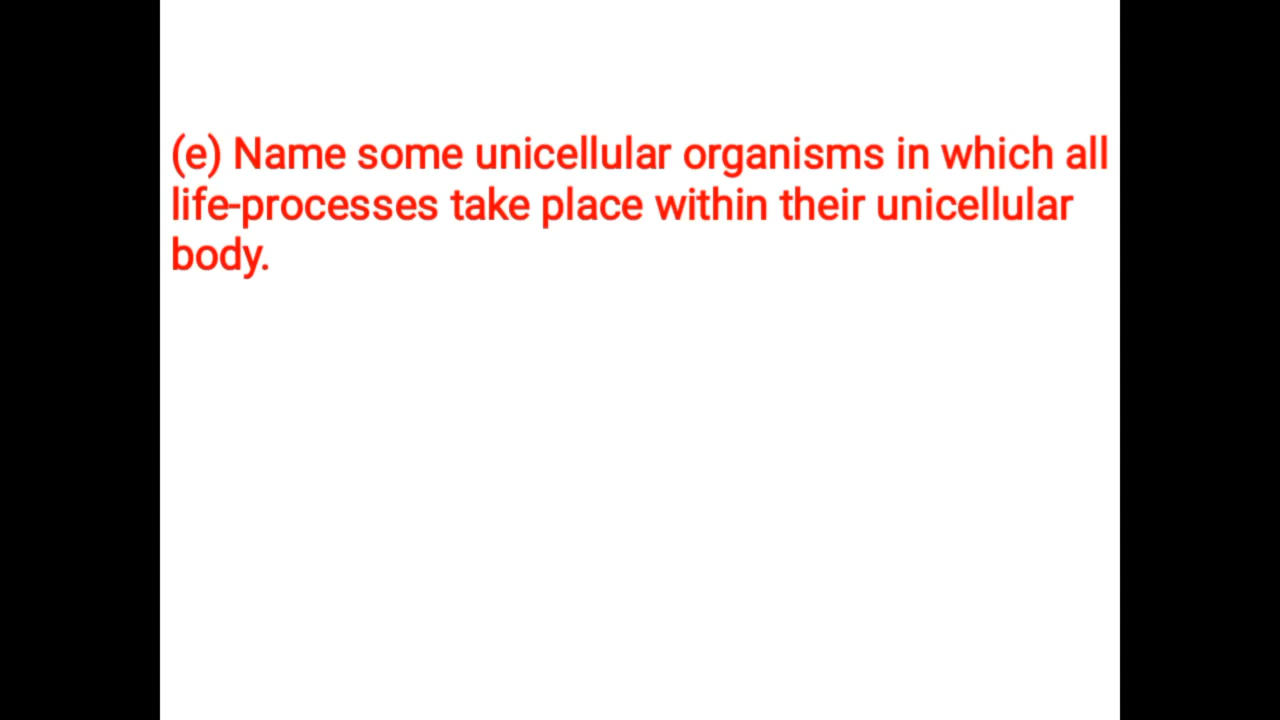 (e) Name some unicellular organisms in which all
life-processes take place within their unicellular
body.